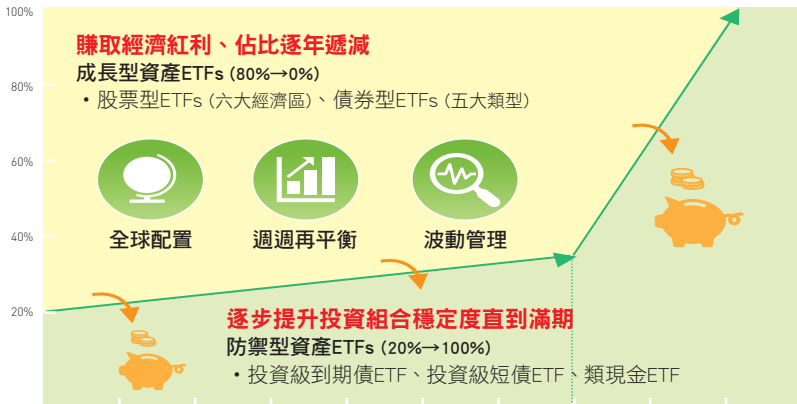 100%
賺取經濟紅利、佔比逐年遞減
成長型資產ETFs (80%→0%)
80%
・股票型ETFs (六大經濟區)、債券型ETFs (五大類型)
60%
全球配置 週週再平衡 波動管理
40%
20%
逐步提升投資組合穩定度直到滿期
防禦型資產ETFs (20%→100%)
・投資級到期債ETF、投資級短債ETF、類現金ETF